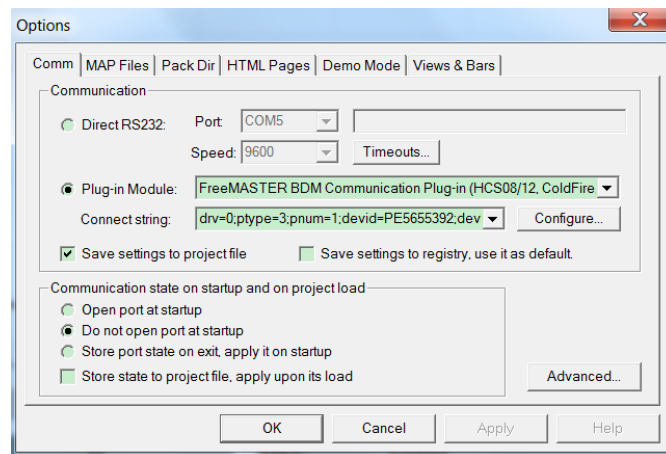 Options
Comm MAP Files Pack Dir HTML Pages Demo Mode Views & Bars
Communication
Direct RS232: Port: COM5
Speed: 9600 Timeouts...
Plug-in Module: FreeMASTER BDM Communication Plug-in (HCS08/12, ColdFire
Connect string: drv=0;ptype=3;pnum=1;devid=PE5655392;dev Configure...
Save settings to project file Save settings to registry, use it as default.
Communication state on startup and on project load
Open port at startup
Do not open port at startup
Store port state on exit, apply it on startup
Store state to project file, apply upon its load Advanced...
OK Cancel Apply Help